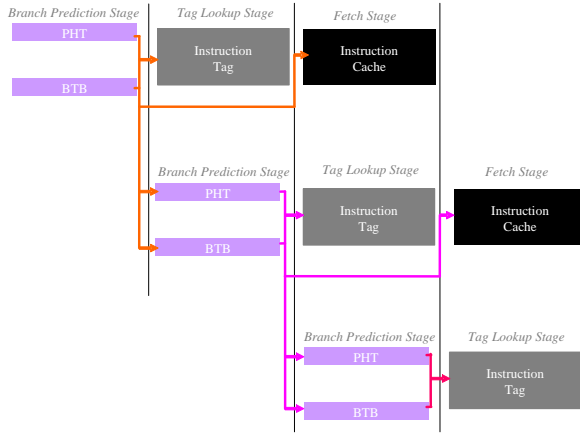 Branch Prediction Stage
Tag Lookup Stage
Fetch Stage
PHT
Instruction
Tag
Instruction
Cache
BTB
Branch Prediction Stage
Tag Lookup Stage
Fetch Stage
PHT
Instruction
Tag
Instruction
Cache
BTB
Branch Prediction Stage
Tag Lookup Stage
PHT
Instruction
Tag
BTB